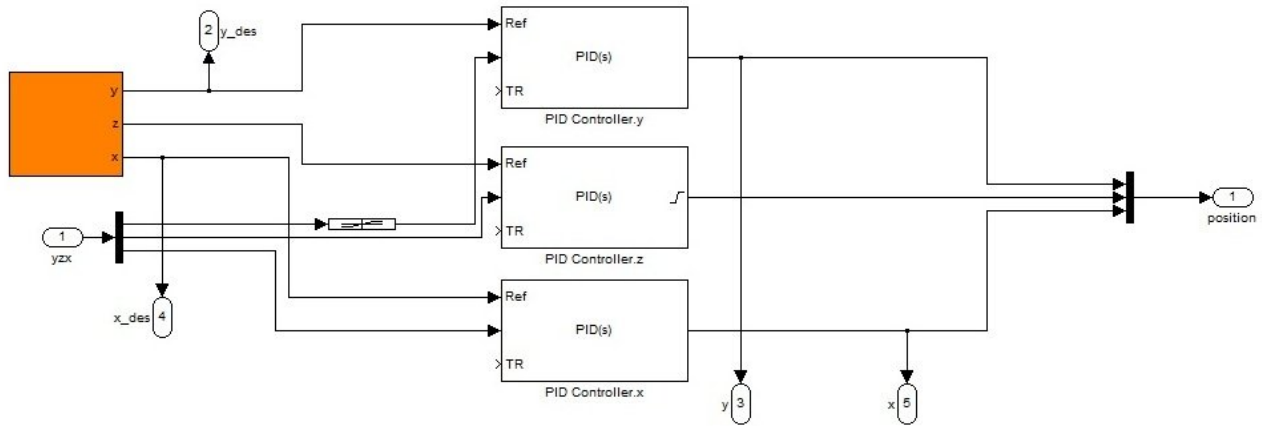 2
y_des
Ref
PID(s)
TR
PID Controller.y
y
z
x
Ref
PID(s)
TR
PID Controller.z
1
yzx
1
position
x_des
4
Ref
PID(s)
TR
PID Controller.x
y
3
x
5